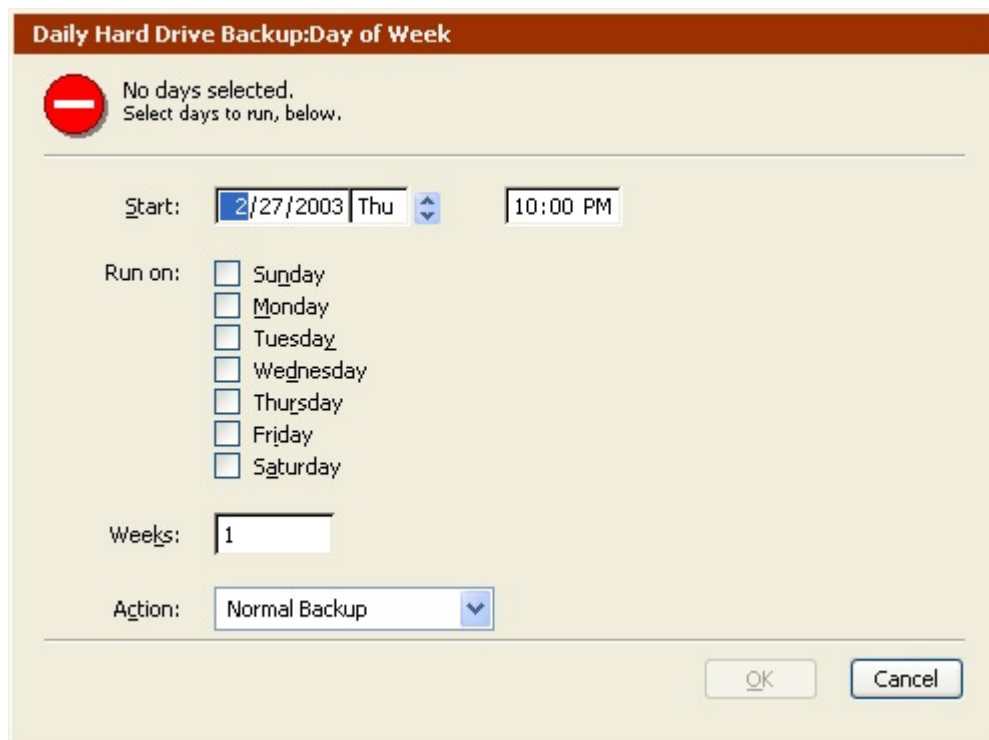 Daily Hard Drive Backup:Day of Week
No days selected.
Select days to run, below.
Start: 2/27/2003 Thu 10:00 PM
Run on: Sunday
Monday
Tuesday
Wednesday
Thursday
Friday
Saturday
Weeks: 1
Action: Normal Backup
OK Cancel